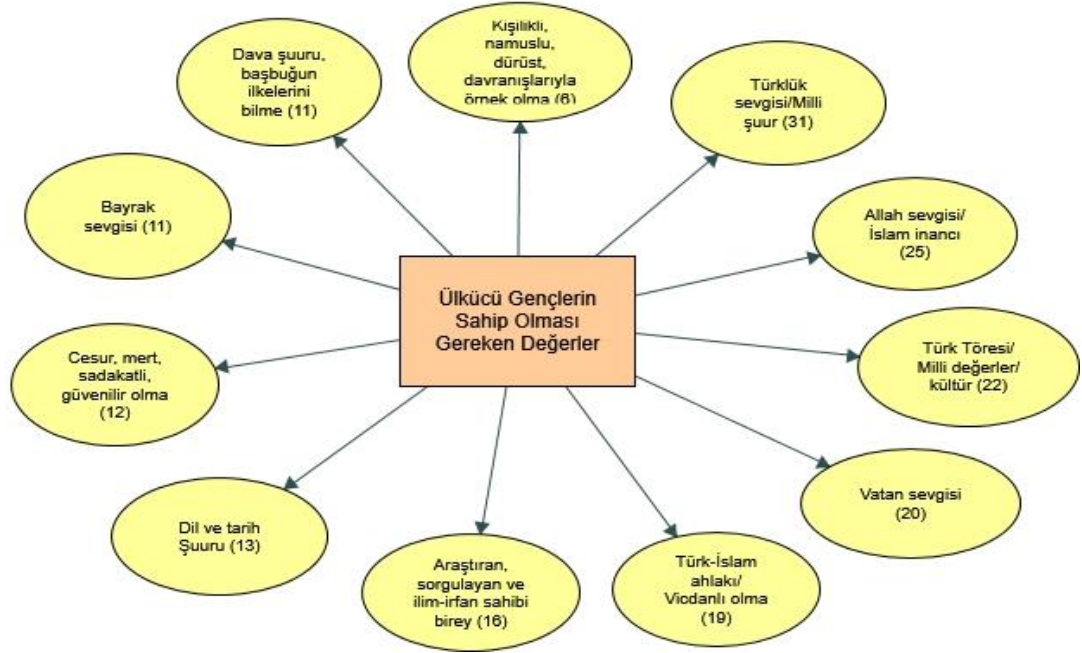 Ülkücü Gençlerin
Sahip Olması
Gereken Değerler
Kişilikli,
namuslu,
dürüst,
davranışlarıyla
örnek olma (6)
Türklük
sevgisi/Milli
şuur (31)
Allah sevgisi/
İslam inancı
(25)
Türk Töresi/
Milli değerler/
kültür (22)
Vatan sevgisi
(20)
Türk-İslam
ahlakı/
Vicdanlı olma
(19)
Araştıran,
sorgulayan ve
ilim-irfan sahibi
birey (16)
Dil ve tarih
Şuuru (13)
Cesur, mert,
sadakatli,
güvenilir olma
(12)
Bayrak
sevgisi (11)
Dava şuuru,
başbuğun
ilkelerini
bilme (11)